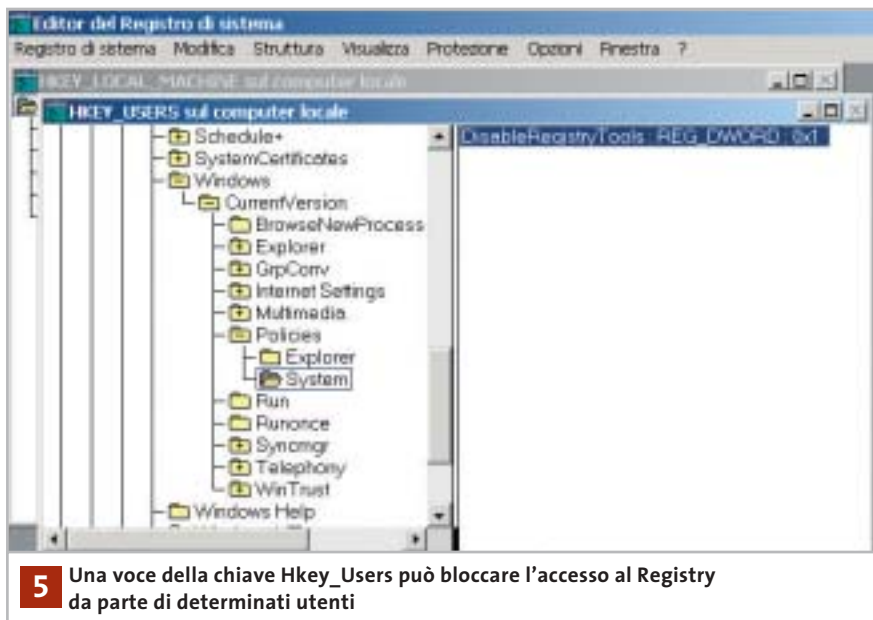 Editor del Registro di sistema
Registro di sistema Modifica Struttura Visualizza Protezione Opzioni Finestra ?
HKEY_LOCAL_MACHINE sul computer locale
HKEY_USERS sul computer locale
Schedule+
SystemCertificates
Windows
CurrentVersion
BrowseNewProcess
Explorer
GrpConv
Internet Settings
Multimedia
Policies
Explorer
System
Run
Runonce
Syncmgr
Telephony
WinTrust
Windows Help
DisableRegistryTools : REG_DWORD : 0x1
5 Una voce della chiave Hkey_Users può bloccare l'accesso al Registry
da parte di determinati utenti